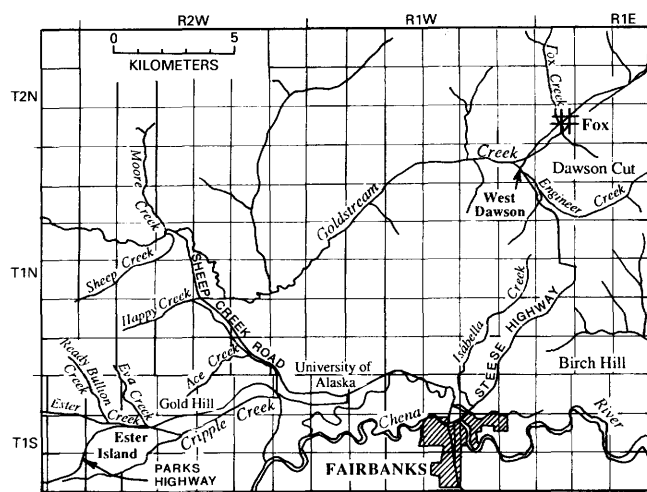 R2W
R1W
R1E
0 5
KILOMETERS
T2N
T1N
T1S
Fox Creek
Fox
Creek
Dawson Cut
West
Dawson
Engineer
Creek
Moore
Creek
Goldstream
Sheep Creek
SHEEP CREEK ROAD
Happy Creek
Isabella
Creek
STEESE HIGHWAY
Ready Bullion
Creek
Eva Creek
Ace Creek
University of
Alaska
Birch Hill
Gold Hill
Ester
Creek
Cripple Creek
Chena
River
Ester
Island
PARKS
HIGHWAY
FAIRBANKS